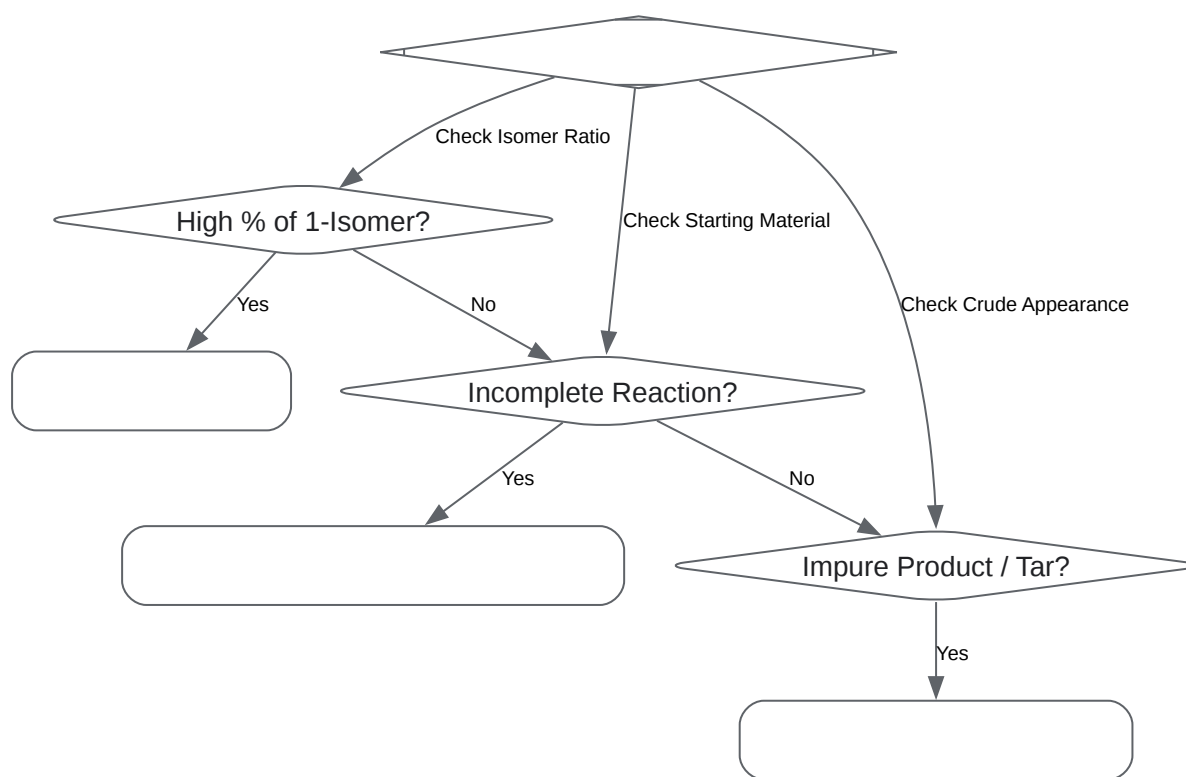 Check Isomer Ratio
High % of 1-Isomer?
Check Starting Material
Yes
No
Check Crude Appearance
Incomplete Reaction?
Yes
No
Impure Product / Tar?
Yes